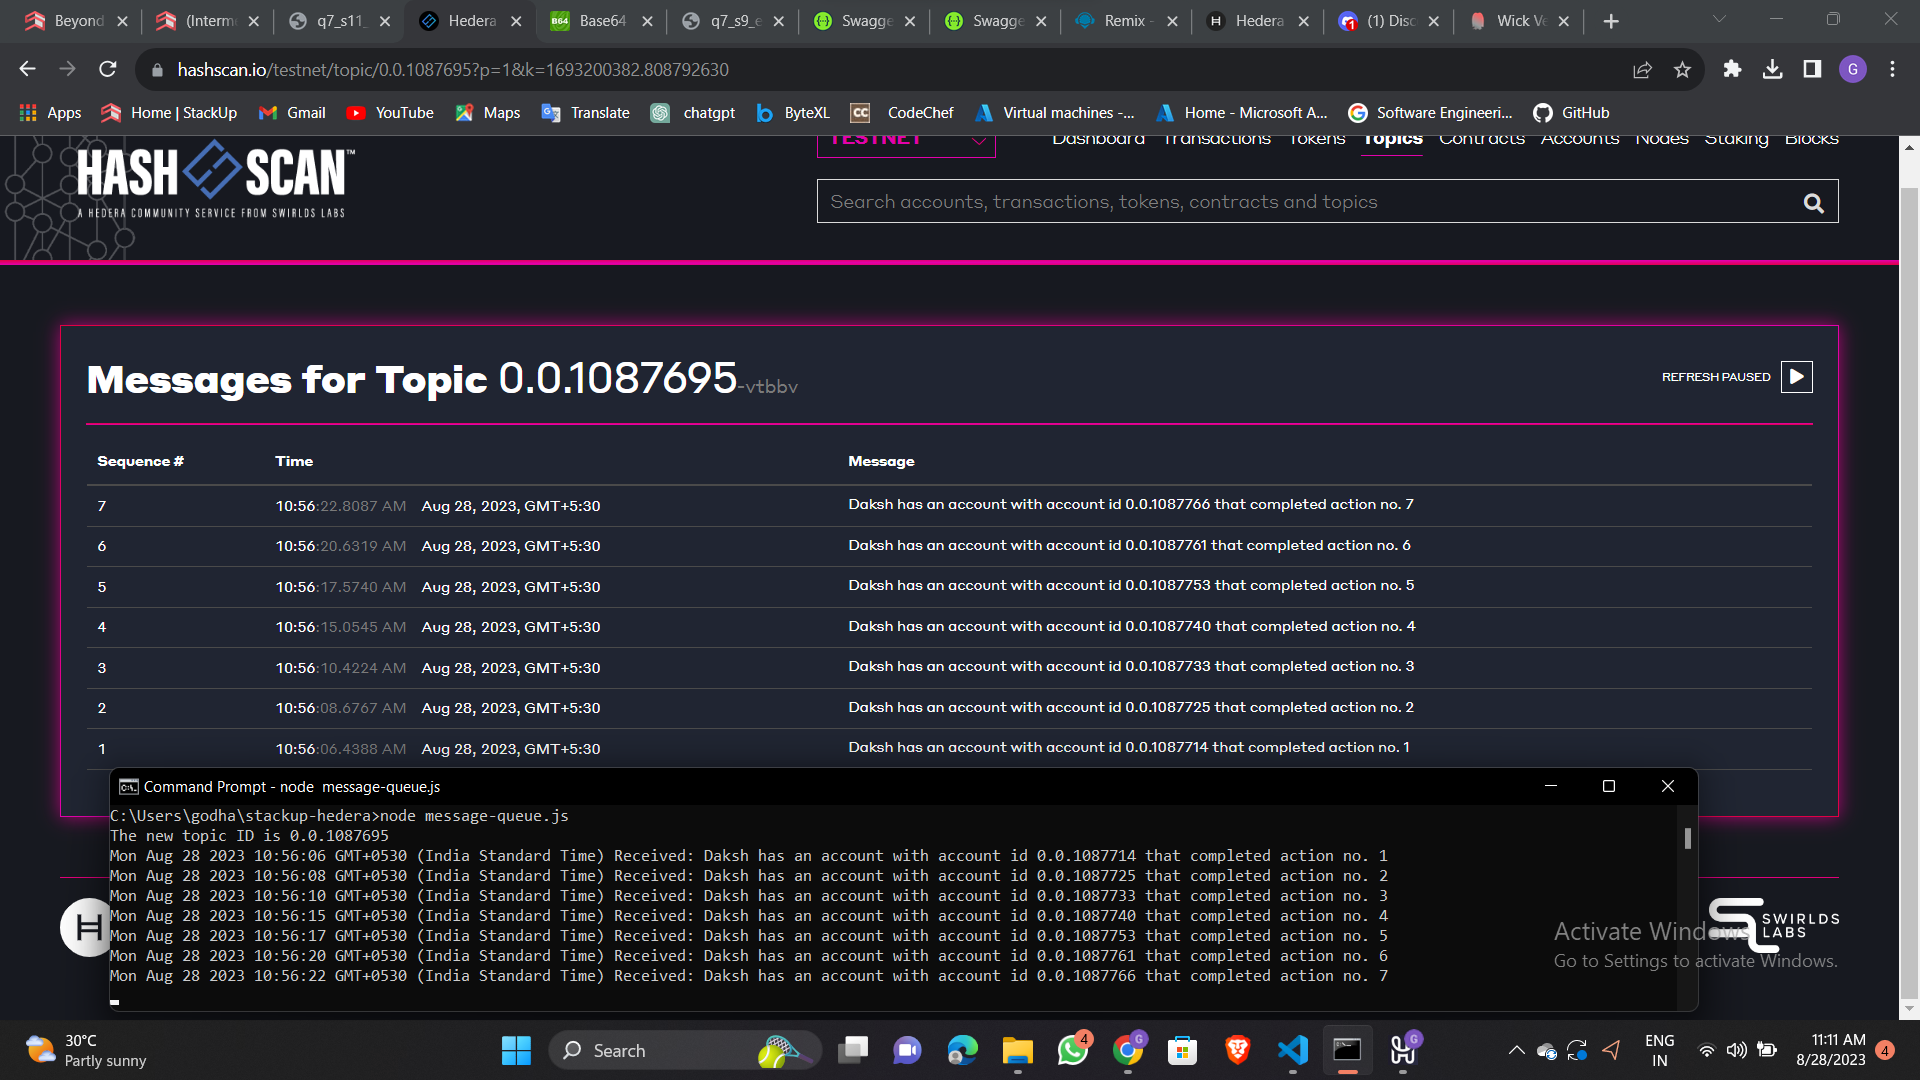 Beyond
(Interm
q7_s11_
Hedera
Base64
q7_s9_e
Swagge
Swagge
Remix -
Hedera
(1) Disc
Wick Ve
hashscan.io/testnet/topic/0.0.1087695?p=1&k=1693200382.808792630
G
Apps
Home | StackUp
Gmail
YouTube
Maps
Translate
chatgpt
ByteXL
CodeChef
Virtual machines -...
Home - Microsoft A...
Software Engineeri...
GitHub
HASH SCAN™
A HEDERA COMMUNITY SERVICE FROM SWIRLDS LABS
TESTNET
Dashboard Transactions Tokens Topics Contracts Accounts Nodes Staking Blocks
Search accounts, transactions, tokens, contracts and topics
Messages for Topic 0.0.1087695-vtbbv
REFRESH PAUSED
Sequence # Time Message
7 10:56:22.8087 AM Aug 28, 2023, GMT+5:30 Daksh has an account with account id 0.0.1087766 that completed action no. 7
6 10:56:20.6319 AM Aug 28, 2023, GMT+5:30 Daksh has an account with account id 0.0.1087761 that completed action no. 6
5 10:56:17.5740 AM Aug 28, 2023, GMT+5:30 Daksh has an account with account id 0.0.1087753 that completed action no. 5
4 10:56:15.0545 AM Aug 28, 2023, GMT+5:30 Daksh has an account with account id 0.0.1087740 that completed action no. 4
3 10:56:10.4224 AM Aug 28, 2023, GMT+5:30 Daksh has an account with account id 0.0.1087733 that completed action no. 3
2 10:56:08.6767 AM Aug 28, 2023, GMT+5:30 Daksh has an account with account id 0.0.1087725 that completed action no. 2
1 10:56:06.4388 AM Aug 28, 2023, GMT+5:30 Daksh has an account with account id 0.0.1087714 that completed action no. 1
Command Prompt - node  message-queue.js
C:\Users\godha\stackup-hedera>node message-queue.js
The new topic ID is 0.0.1087695
Mon Aug 28 2023 10:56:06 GMT+0530 (India Standard Time) Received: Daksh has an account with account id 0.0.1087714 that completed action no. 1
Mon Aug 28 2023 10:56:08 GMT+0530 (India Standard Time) Received: Daksh has an account with account id 0.0.1087725 that completed action no. 2
Mon Aug 28 2023 10:56:10 GMT+0530 (India Standard Time) Received: Daksh has an account with account id 0.0.1087733 that completed action no. 3
Mon Aug 28 2023 10:56:15 GMT+0530 (India Standard Time) Received: Daksh has an account with account id 0.0.1087740 that completed action no. 4
Mon Aug 28 2023 10:56:17 GMT+0530 (India Standard Time) Received: Daksh has an account with account id 0.0.1087753 that completed action no. 5
Mon Aug 28 2023 10:56:20 GMT+0530 (India Standard Time) Received: Daksh has an account with account id 0.0.1087761 that completed action no. 6
Mon Aug 28 2023 10:56:22 GMT+0530 (India Standard Time) Received: Daksh has an account with account id 0.0.1087766 that completed action no. 7
SWIRLDS
LABS
Activate Windows
Go to Settings to activate Windows.
30°C
Partly sunny
Search
4
G
G
ENG
IN
11:11 AM
8/28/2023
4